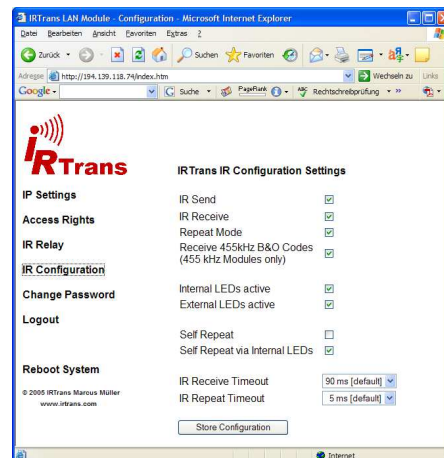 IRTrans LAN Module - Configuration - Microsoft Internet Explorer
Datei Bearbeiten Ansicht Favoriten Extras ?
Zurück Suchen Favoriten
Adresse http://194.139.118.74/index.htm Wechseln zu Links
Google - Suche PageRank ABC Rechtschreibprüfung »
IRTrans
IRTrans IR Configuration Settings
IP Settings
Access Rights
IR Relay
IR Configuration
Change Password
Logout
Reboot System
© 2005 IRTrans Marcus Müller
www.irtrans.com
IR Send
IR Receive
Repeat Mode
Receive 455kHz B&O Codes
(455 kHz Modules only)
Internal LEDs active
External LEDs active
Self Repeat
Self Repeat via Internal LEDs
IR Receive Timeout 90 ms [default]
IR Repeat Timeout 5 ms [default]
Store Configuration
Internet